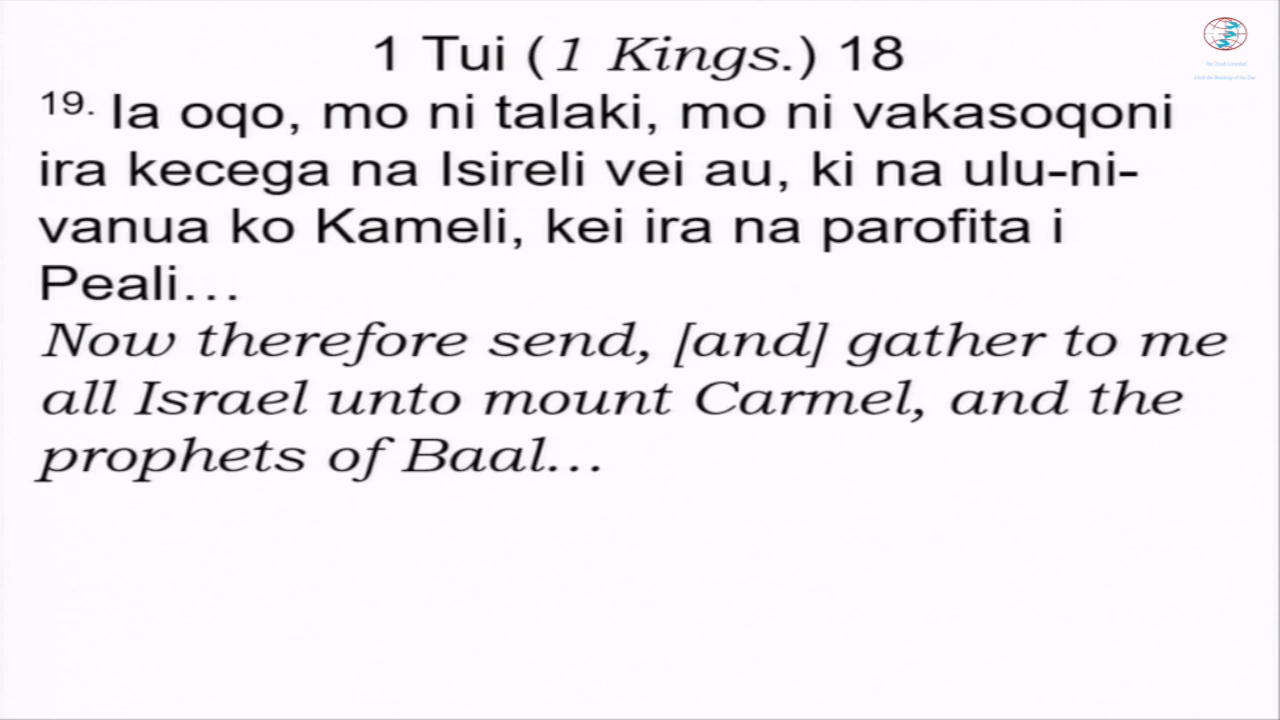 1 Tui (1 Kings.) 18
19. Ia oqo, mo ni talaki, mo ni vakasoqoni
ira kecega na Isireli vei au, ki na ulu-ni-
vanua ko Kameli, kei ira na parofita i
Peali…
Now therefore send, [and] gather to me
all Israel unto mount Carmel, and the
prophets of Baal…